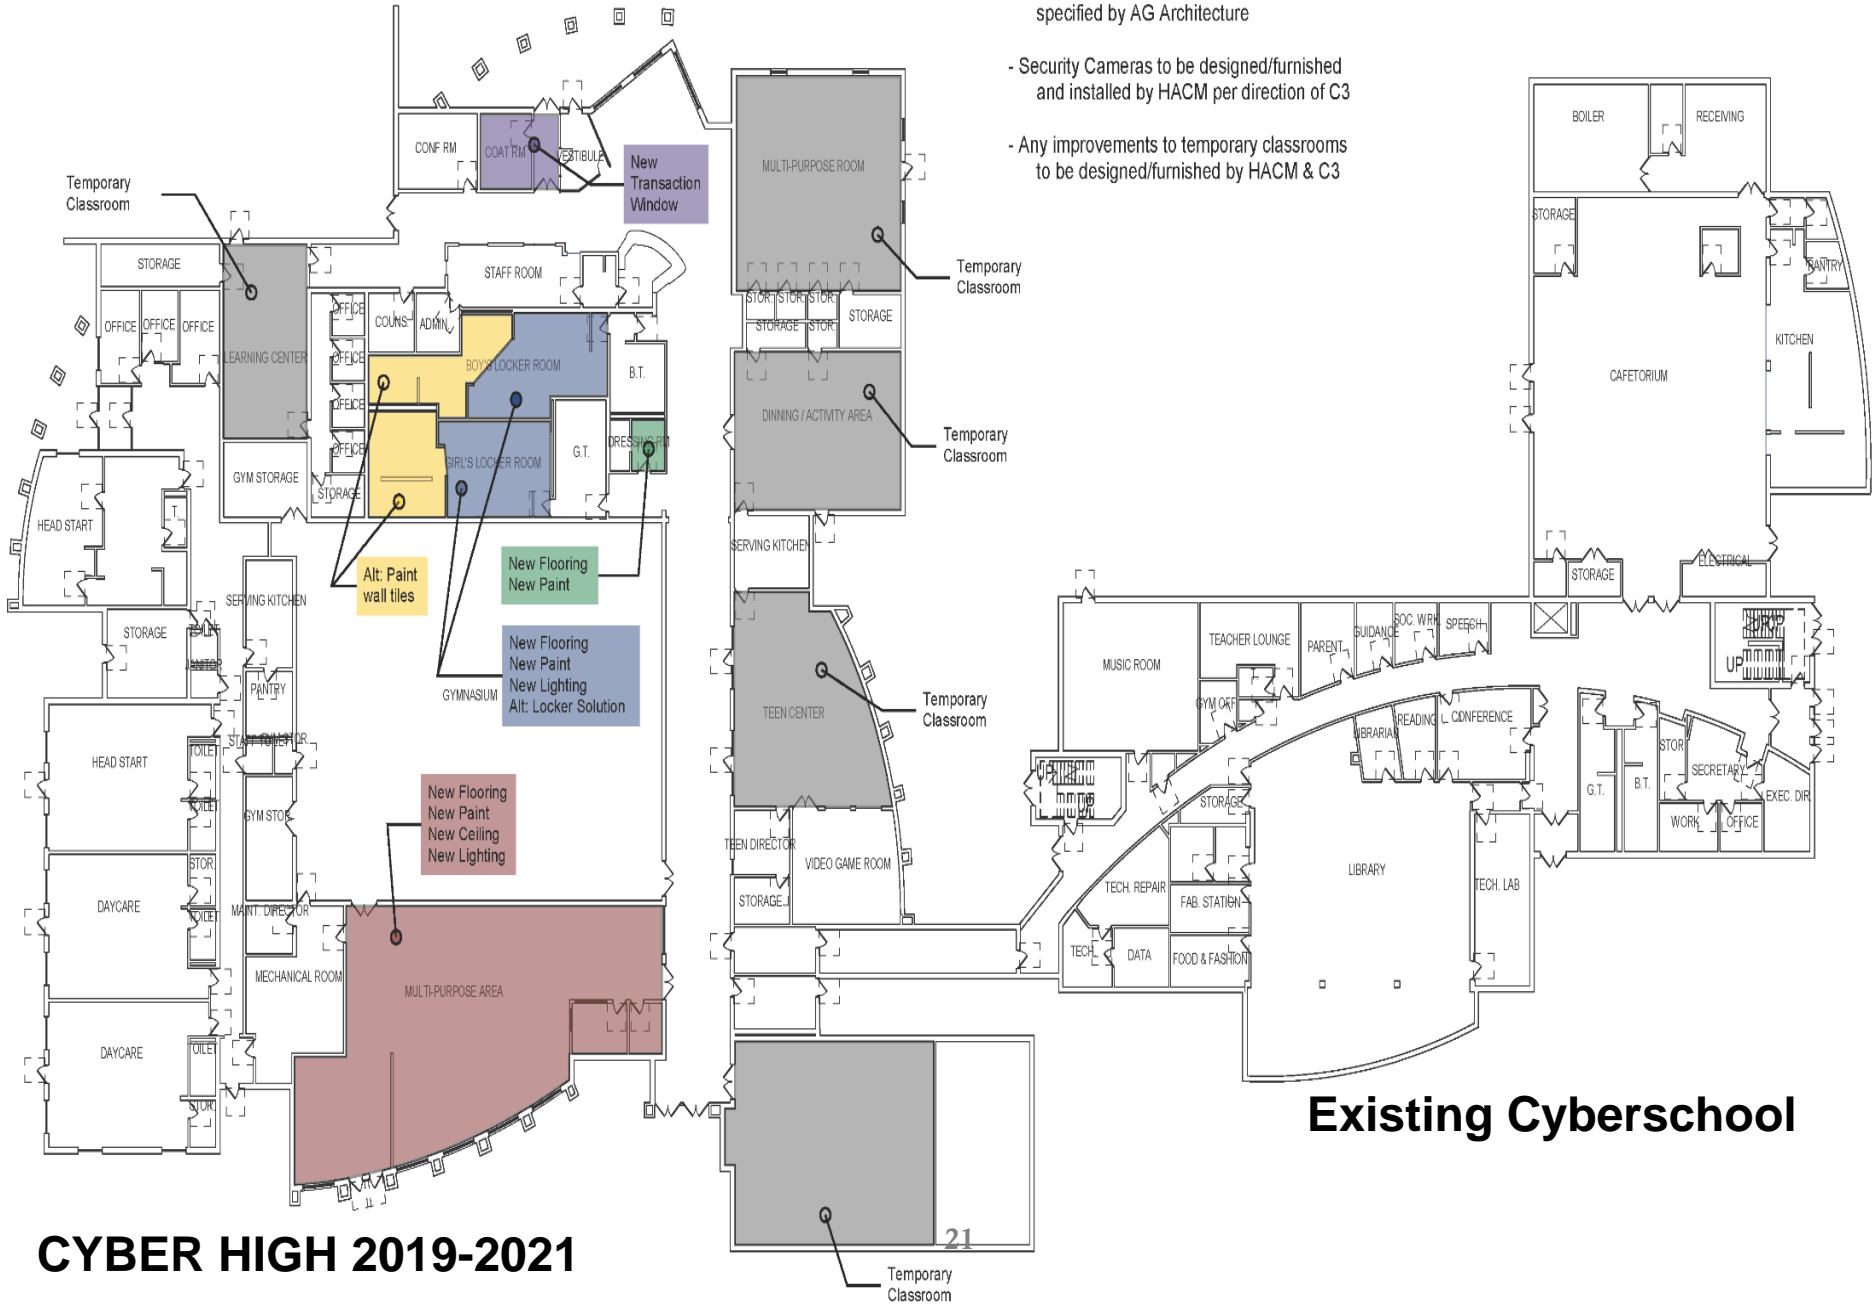 specified by AG Architecture
- Security Cameras to be designed/furnished
and installed by HACM per direction of C3
- Any improvements to temporary classrooms
to be designed/furnished by HACM & C3
CONF RM
COAT RM
VESTIBULE
New
Transaction
Window
MULTI-PURPOSE ROOM
Temporary
Classroom
Temporary
Classroom
STORAGE
STAFF ROOM
OFFICE
OFFICE
OFFICE
LEARNING CENTER
OFFICE
OFFICE
OFFICE
OFFICE
COUNS.
ADMIN.
BOY'S LOCKER ROOM
B.T.
STOR.
STOR.
STOR.
STORAGE
STOR.
STORAGE
DINNING / ACTIVITY AREA
Temporary
Classroom
GYM STORAGE
STORAGE
GIRL'S LOCKER ROOM
G.T.
DRESSING RM
HEAD START
T.
Alt: Paint
wall tiles
New Flooring
New Paint
New Flooring
New Paint
New Lighting
Alt: Locker Solution
GYMNASIUM
SERVING KITCHEN
SERVING KITCHEN
STORAGE
TOILET
JANITOR
PANTRY
HEAD START
TOILET
TOILET
GYM STOR.
GYM STOR.
STOR.
DAYCARE
TOILET
MAINT. DIRECTOR
MECHANICAL ROOM
DAYCARE
TOILET
STOR.
New Flooring
New Paint
New Ceiling
New Lighting
MULTI-PURPOSE AREA
TEEN CENTER
Temporary
Classroom
TEEN DIRECTOR
VIDEO GAME ROOM
STORAGE
Temporary
Classroom
21
BOILER
RECEIVING
STORAGE
PANTRY
KITCHEN
CAFETORIUM
STORAGE
ELECTRICAL
MUSIC ROOM
TEACHER LOUNGE
PARENT
GUIDANCE
SOC. WRK.
SPEECH
UP
UP
GYM OFF.
LIBRARIAN
READING
CONFERENCE
STOR
SECRETARY
G.T.
B.T.
EXEC. DIR.
WORK
OFFICE
UP
UP
STORAGE
TECH. REPAIR
FAB. STATION
LIBRARY
TECH. LAB
TECH.
DATA
FOOD & FASHION
Existing Cyberschool
CYBER HIGH 2019-2021